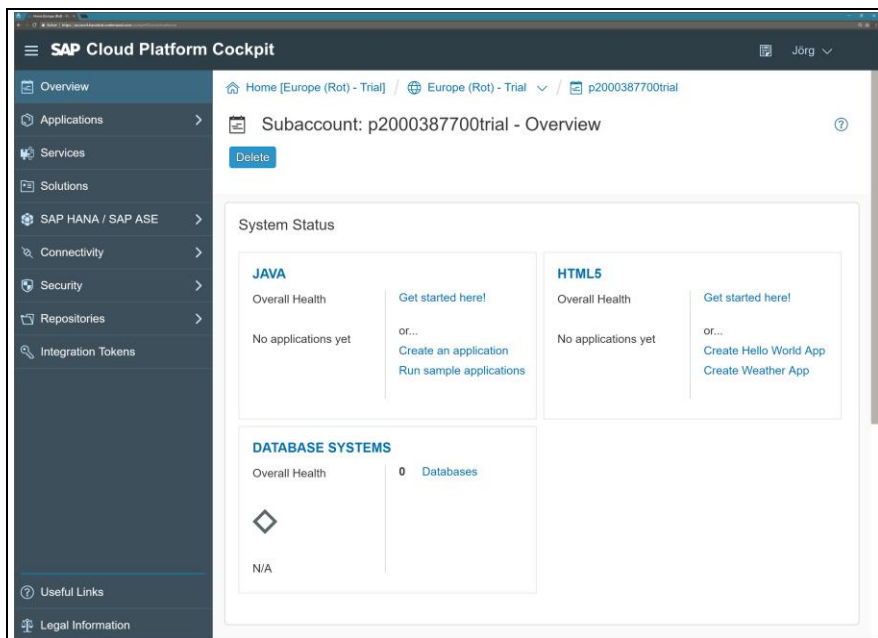 SAP Cloud Platform Cockpit
Jörg
Overview
Applications
Services
Solutions
SAP HANA / SAP ASE
Connectivity
Security
Repositories
Integration Tokens
Useful Links
Legal Information
Home [Europe (Rot) - Trial] / Europe (Rot) - Trial / p2000387700trial
Subaccount: p2000387700trial - Overview
Delete
System Status
JAVA
Overall Health
No applications yet
Get started here!
or...
Create an application
Run sample applications
HTML5
Overall Health
No applications yet
Get started here!
or...
Create Hello World App
Create Weather App
DATABASE SYSTEMS
Overall Health
0 Databases
N/A